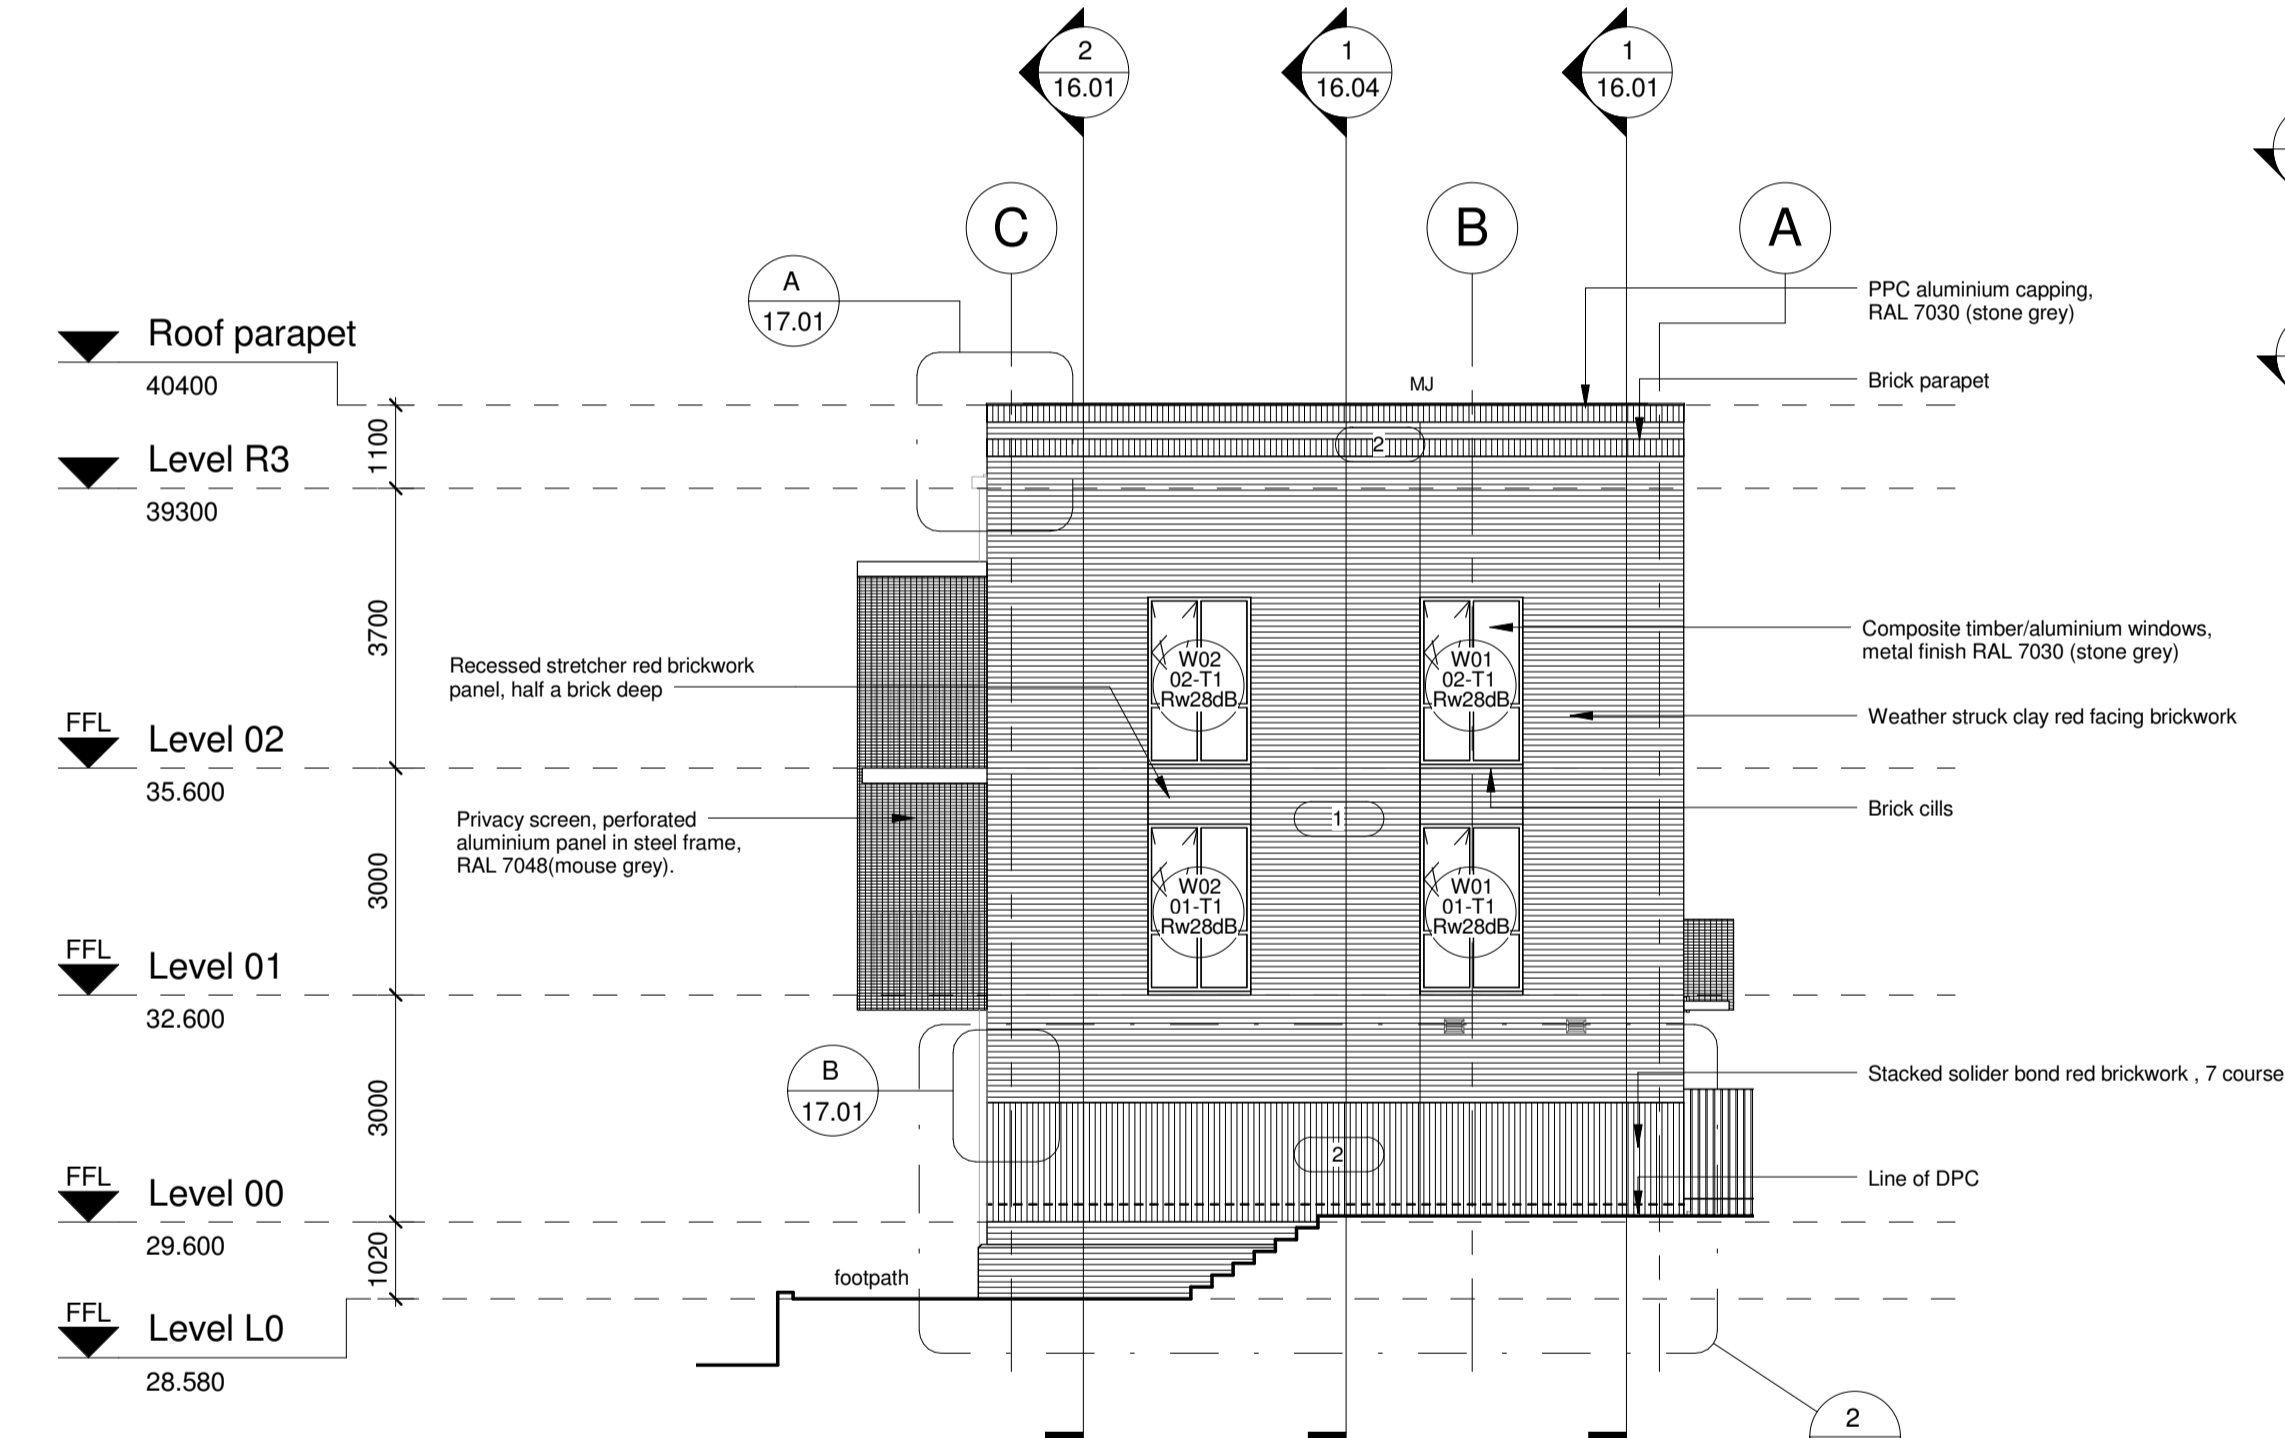 2
16.01
1
16.04
1
16.01
C
B
A
A
17.01
PPC aluminium capping,
RAL 7030 (stone grey)
Roof parapet
40400
MJ
Brick parapet
1100
2
Level R3
39300
3700
Composite timber/aluminium windows,
metal finish RAL 7030 (stone grey)
Recessed stretcher red brickwork
panel, half a brick deep
W02
02-T1
Rw28dB
W01
02-T1
Rw28dB
Weather struck clay red facing brickwork
FFL
Level 02
35.600
Brick cills
Privacy screen, perforated
aluminium panel in steel frame,
RAL 7048(mouse grey).
1
3000
W02
01-T1
Rw28dB
W01
01-T1
Rw28dB
FFL
Level 01
32.600
B
17.01
Stacked solider bond red brickwork , 7 course
3000
2
FFL
Level 00
29.600
Line of DPC
1020
footpath
FFL
Level L0
28.580
2